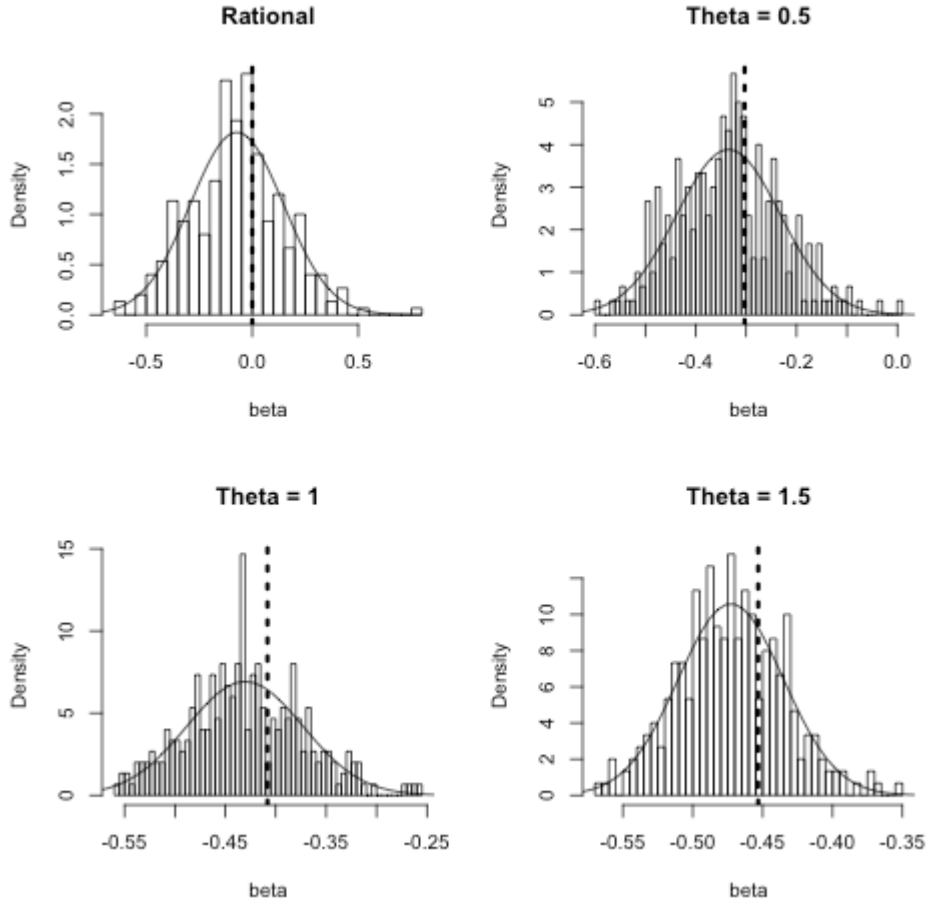 Rational
Density
0.0 0.5 1.0 1.5 2.0
-0.5 0.0 0.5
beta
Theta = 0.5
Density
0 1 2 3 4 5
-0.6 -0.4 -0.2 0.0
beta
Theta = 1
Density
0 5 10 15
-0.55 -0.45 -0.35 -0.25
beta
Theta = 1.5
Density
0 2 4 6 8 10
-0.55 -0.50 -0.45 -0.40 -0.35
beta